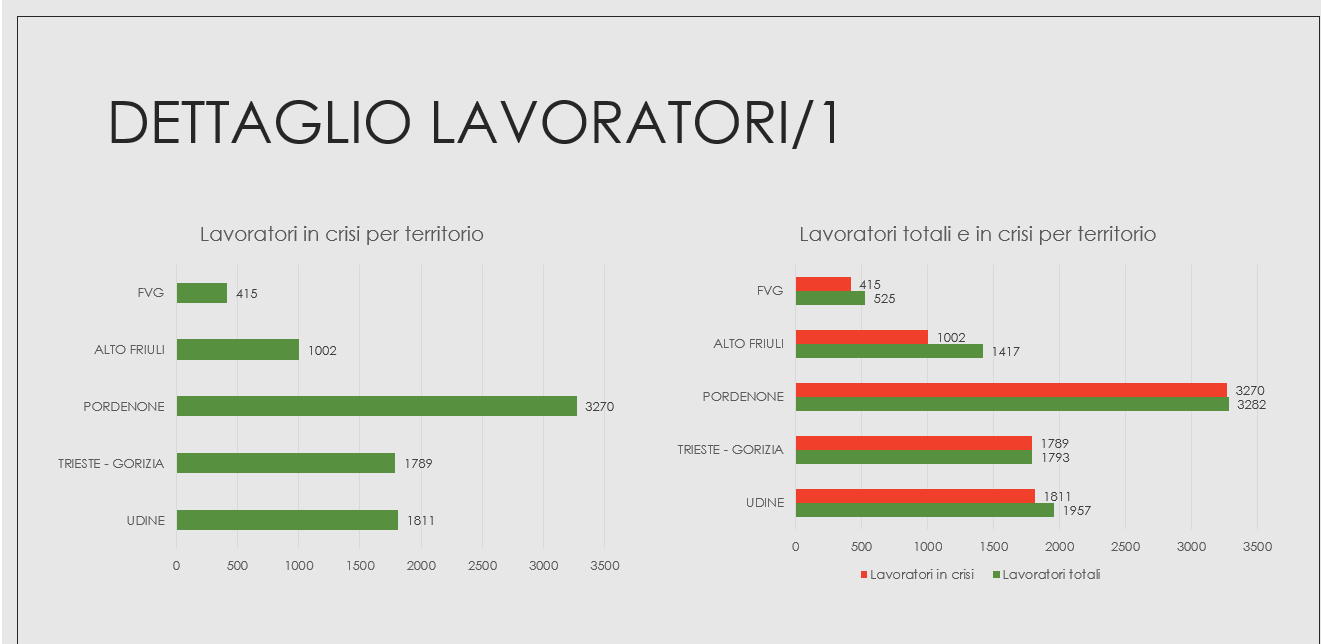 DETTAGLIO LAVORATORI/1
Lavoratori in crisi per territorio
FVG 415
ALTO FRIULI 1002
PORDENONE 3270
TRIESTE - GORIZIA 1789
UDINE 1811
0 500 1000 1500 2000 2500 3000 3500
Lavoratori totali e in crisi per territorio
FVG 415
525
ALTO FRIULI 1002
1417
PORDENONE 3270
3282
TRIESTE - GORIZIA 1789
1793
UDINE 1811
1957
0 500 1000 1500 2000 2500 3000 3500
Lavoratori in crisi Lavoratori totali